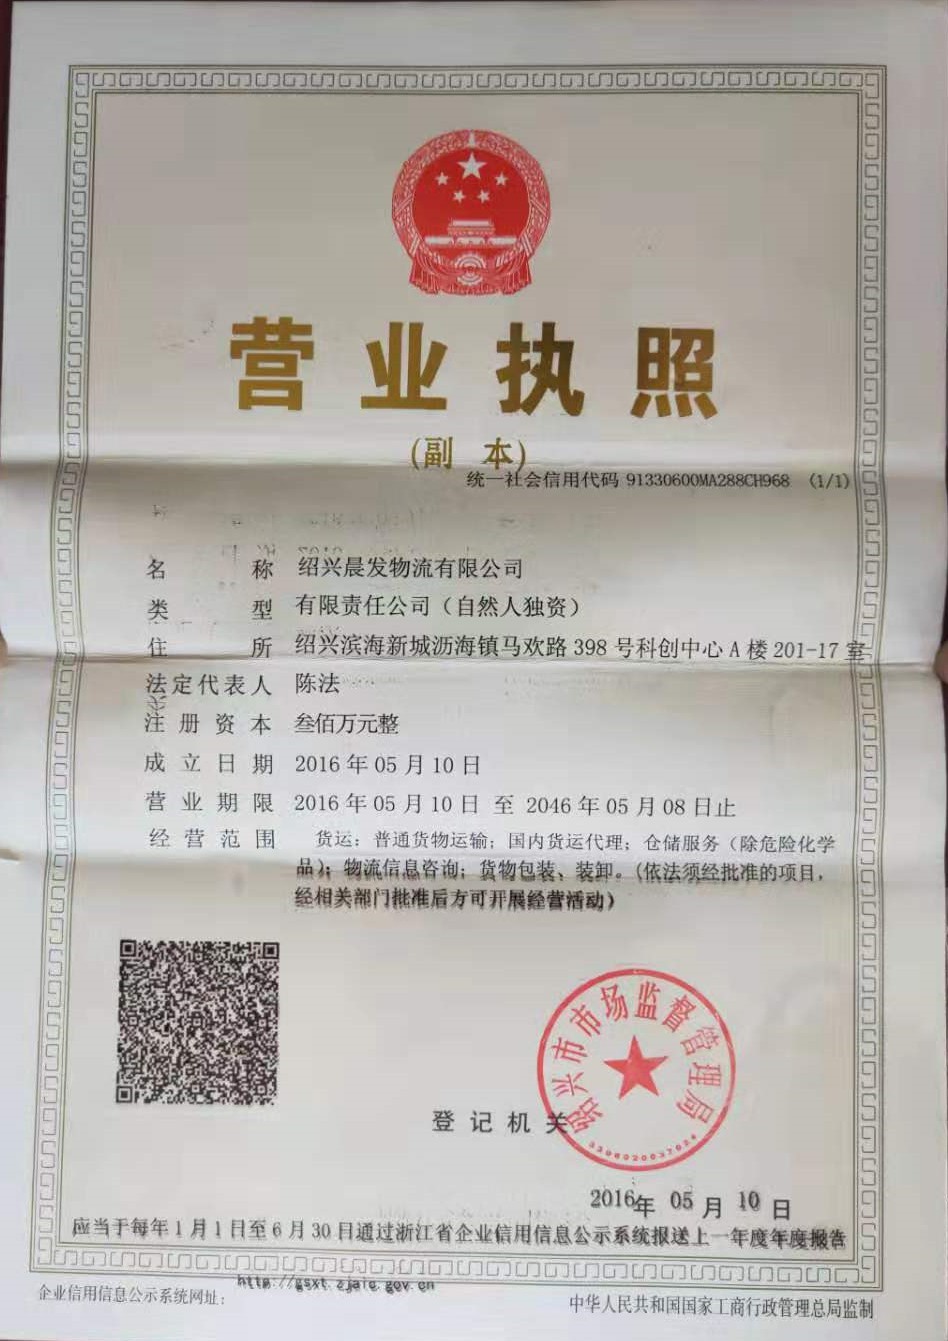 营业执照
(副 本)
统一社会信用代码 91330600MA288CH968 (1/1)
名 称 绍兴晨发物流有限公司
类 型 有限责任公司（自然人独资）
住 所 绍兴滨海新城沥海镇马欢路398号科创中心A楼201-17室
法定代表人 陈法
注册资本 叁佰万元整
成立日期 2016年05月10日
营业期限 2016年05月10日 至 2046年05月08日止
经营范围 货运：普通货物运输；国内货运代理；仓储服务（除危险化学
品）；物流信息咨询；货物包装、装卸。(依法须经批准的项目，
经相关部门批准后方可开展经营活动)
绍兴市市场监督管理局
登记机关
2016年 05月 10日
应当于每年1月1日至6月30日通过浙江省企业信用信息公示系统报送上一年度年度报告
企业信用信息公示系统网址：
http://gsxt.zjaic.gov.cn
中华人民共和国国家工商行政管理总局监制